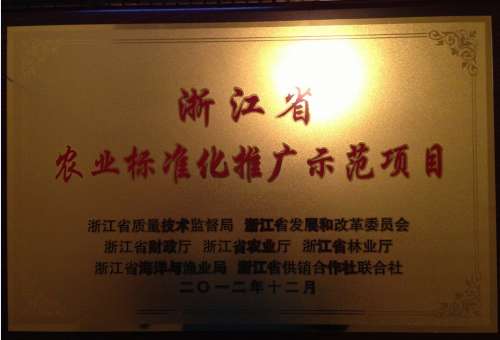 浙江省
农业标准化推广示范项目
浙江省质量技术监督局 浙江省发展和改革委员会
浙江省财政厅 浙江省农业厅 浙江省林业厅
浙江省海洋与渔业局 浙江省供销合作社联合社
二〇一二年十二月